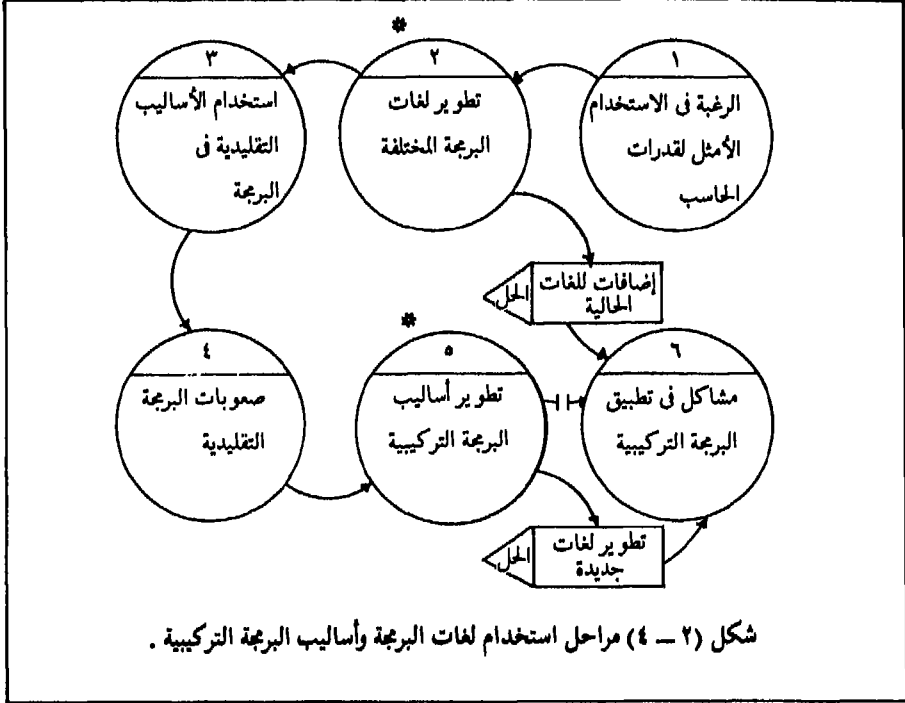 ١
الرغبة فى الاستخدام
الأمثل لقدرات
الحاسب
*
٢
تطوير لغات
البرمجة المختلفة
٣
استخدام الأساليب
التقليدية فى
البرمجة
إضافات للغات
الحالية
الحل
٤
صعوبات البرمجة
التقليدية
*
٥
تطوير أساليب
البرمجة التركيبية
٦
مشاكل فى تطبيق
البرمجة التركيبية
تطوير لغات
جديدة
الحل
شكل (٢ — ٤) مراحل استخدام لغات البرمجة وأساليب البرمجة التركيبية .